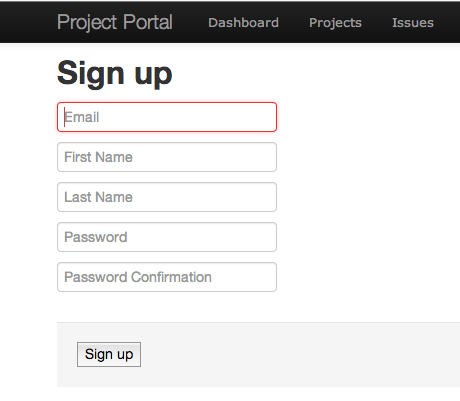 Project Portal Dashboard Projects Issues
Sign up
Email
First Name
Last Name
Password
Password Confirmation
Sign up